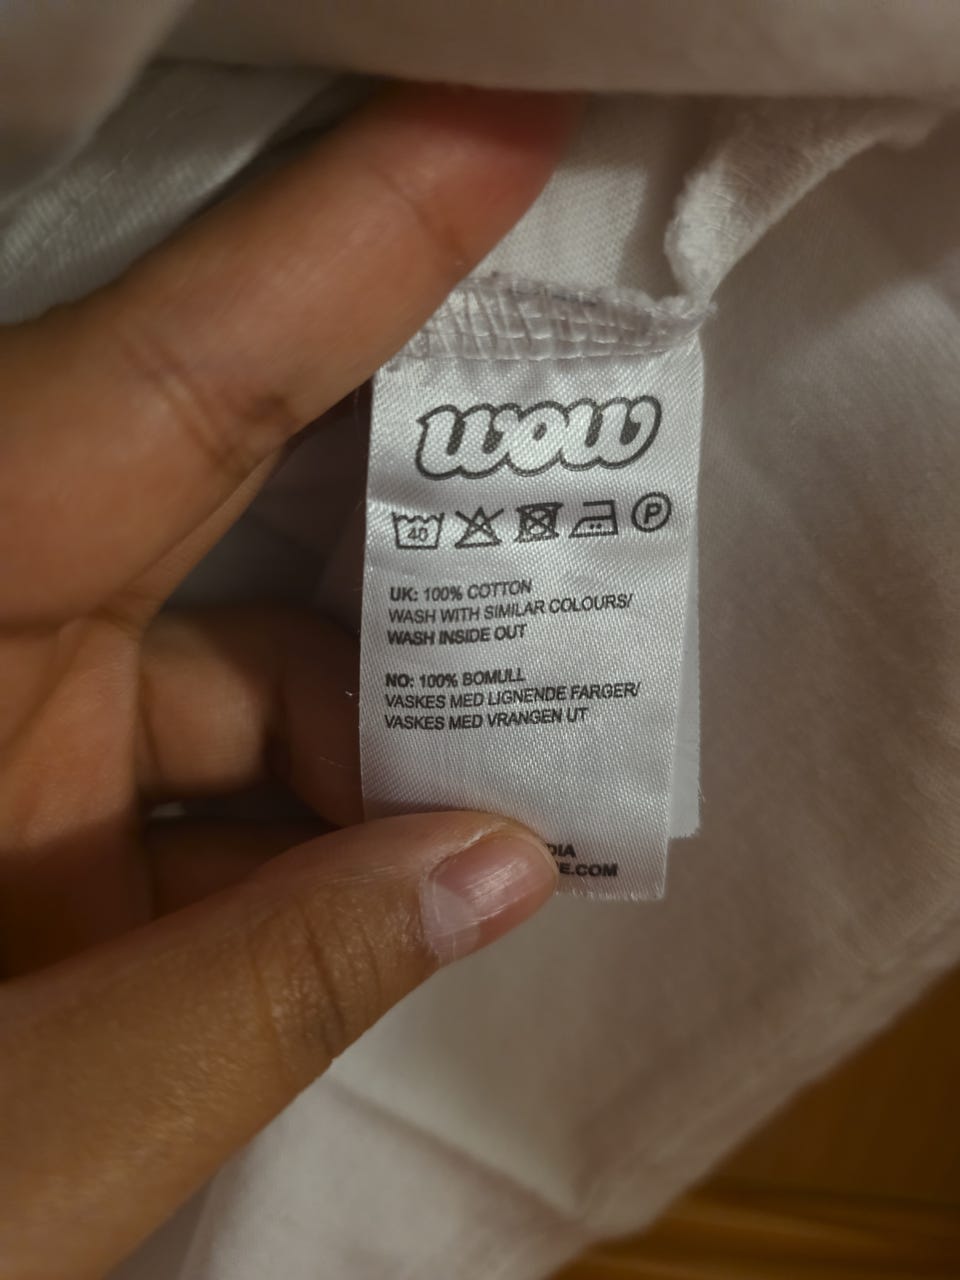 wow
40
P
UK: 100% COTTON
WASH WITH SIMILAR COLOURS/
WASH INSIDE OUT
NO: 100% BOMULL
VASKES MED LIGNENDE FARGER/
VASKES MED VRANGEN UT